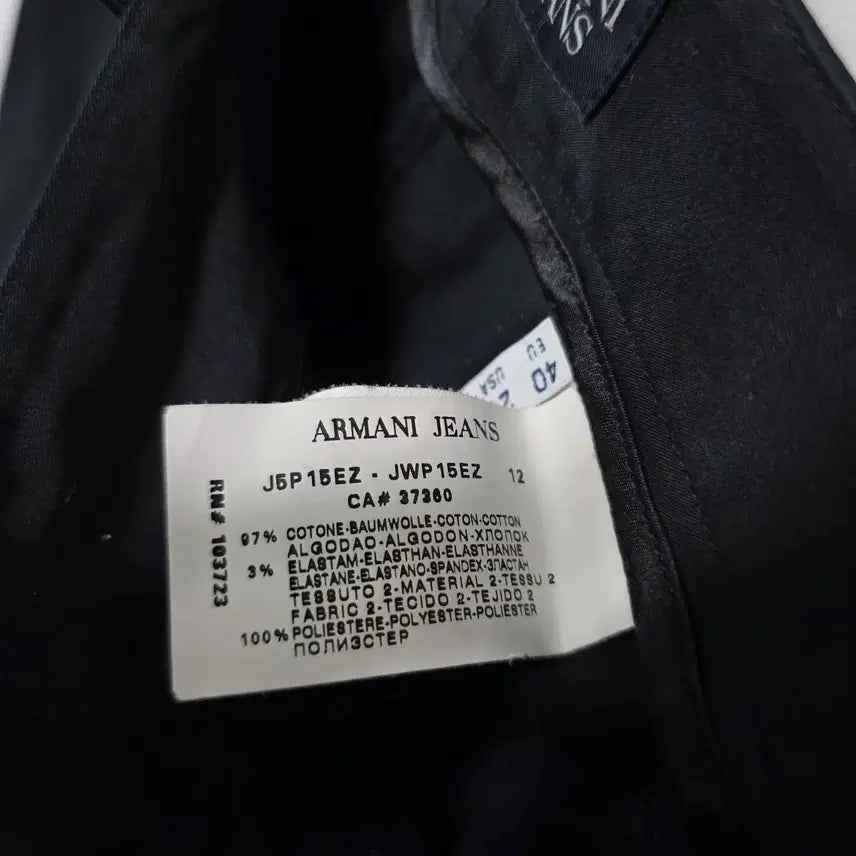 ARMANI JEANS
J5P15EZ - JWP15EZ 12
CA# 37360
RN# 103723
97% COTONE-BAUMWOLLE-COTON-COTTON
ALGODAO-ALGODON-ХЛОПОК
3% ELASTAM-ELASTHAN-ELASTHANNE
ELASTANE-ELASTANO-SPANDEX-ЭЛАСТАН
TESSUTO 2-MATERIAL 2-TESSU 2
FABRIC 2-TECIDO 2-TEJIDO 2
100% POLIESTERE-POLYESTER-POLIESTER
ПОЛИЭСТЕР
40 EU
USA